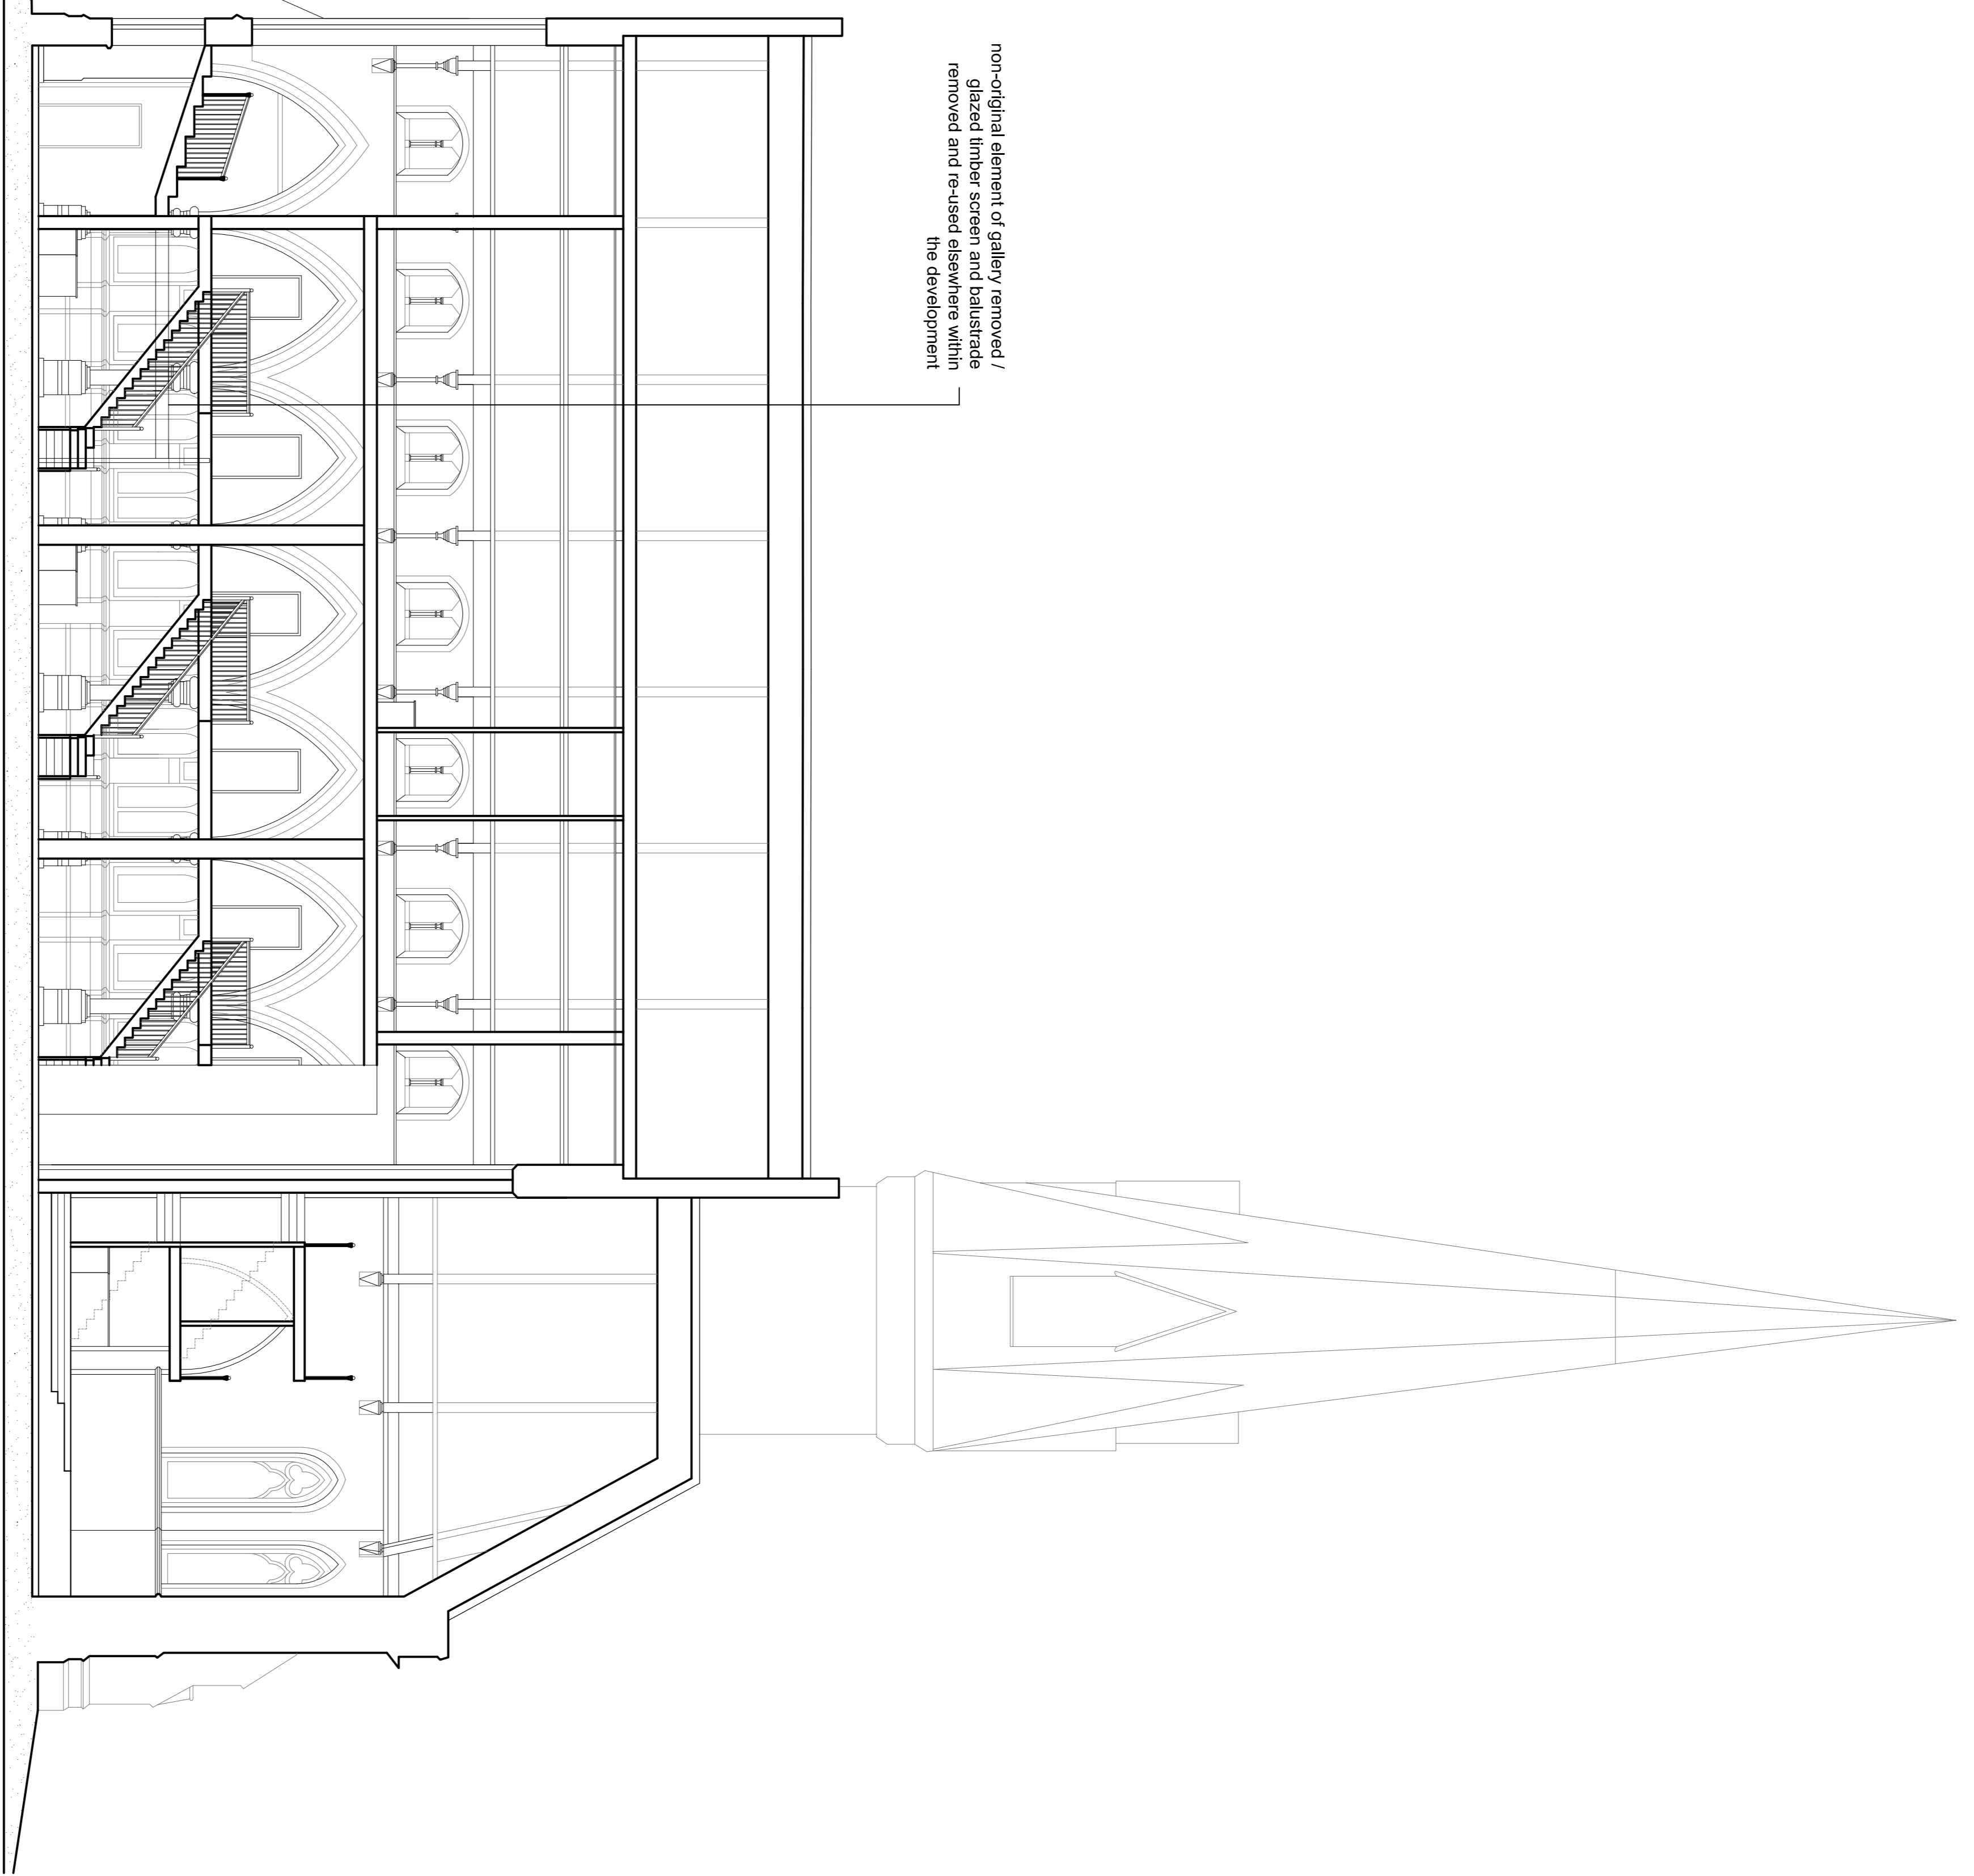 non-original element of gallery removed /
glazed timber screen and balustrade
removed and re-used elsewhere within
the development